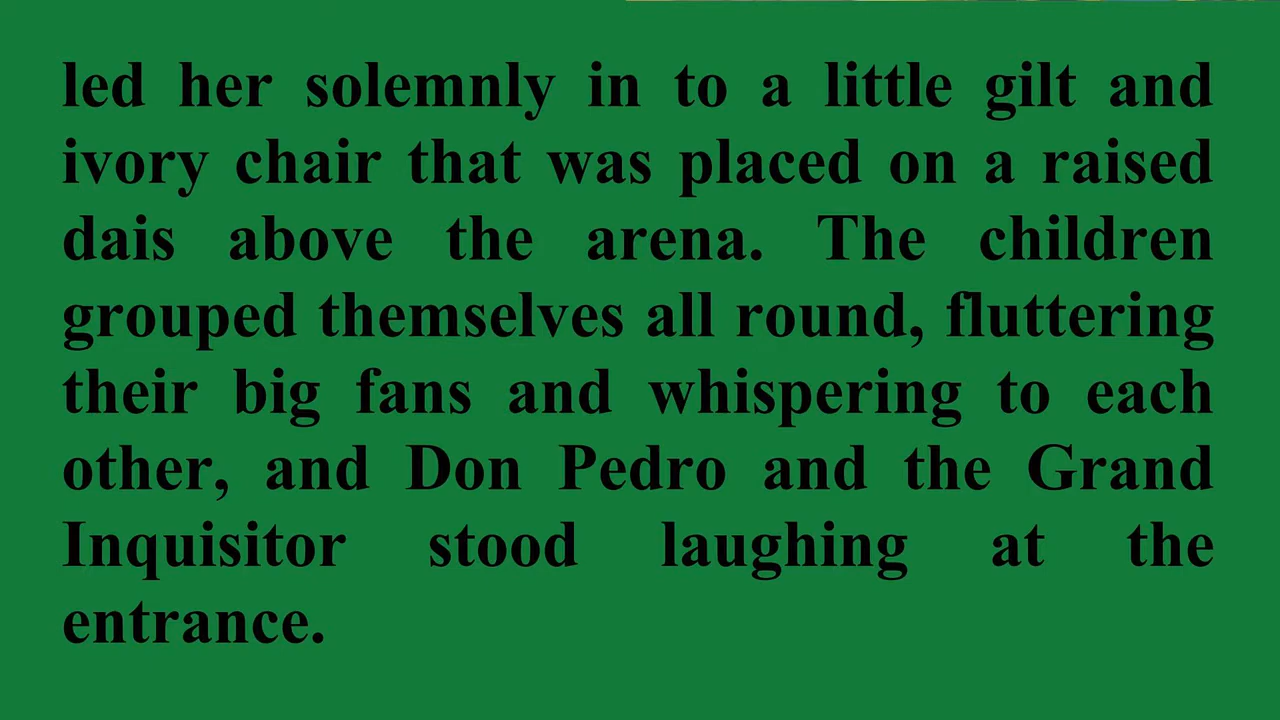 led her solemnly in to a little gilt and
ivory chair that was placed on a raised
dais above the arena. The children
grouped themselves all round, fluttering
their big fans and whispering to each
other, and Don Pedro and the Grand
Inquisitor stood laughing at the
entrance.